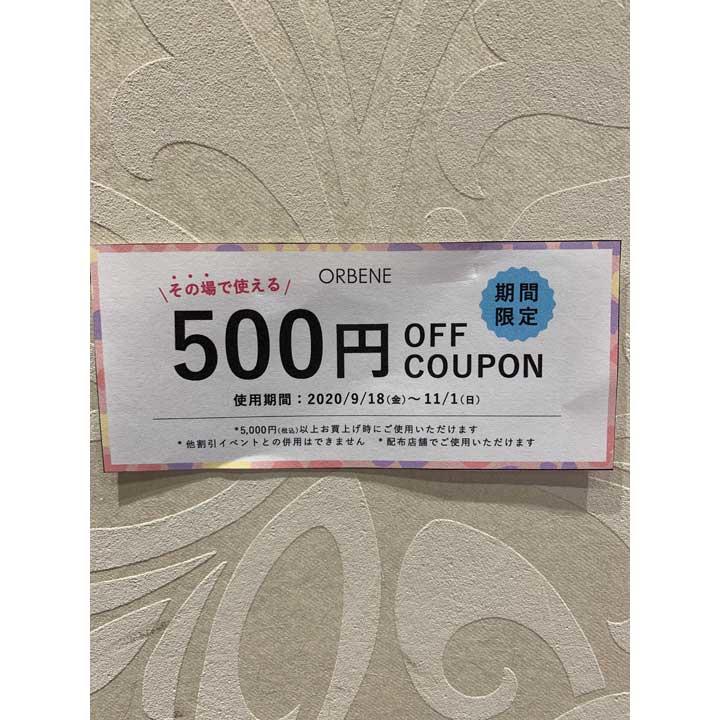 ORBENE
\その場で使える/
期間
限定
500円 OFF
COUPON
使用期間：2020/9/18(金)～11/1(日)
*5,000円(税込)以上お買上げ時にご使用いただけます
*他割引イベントとの併用はできません *配布店舗でご使用いただけます